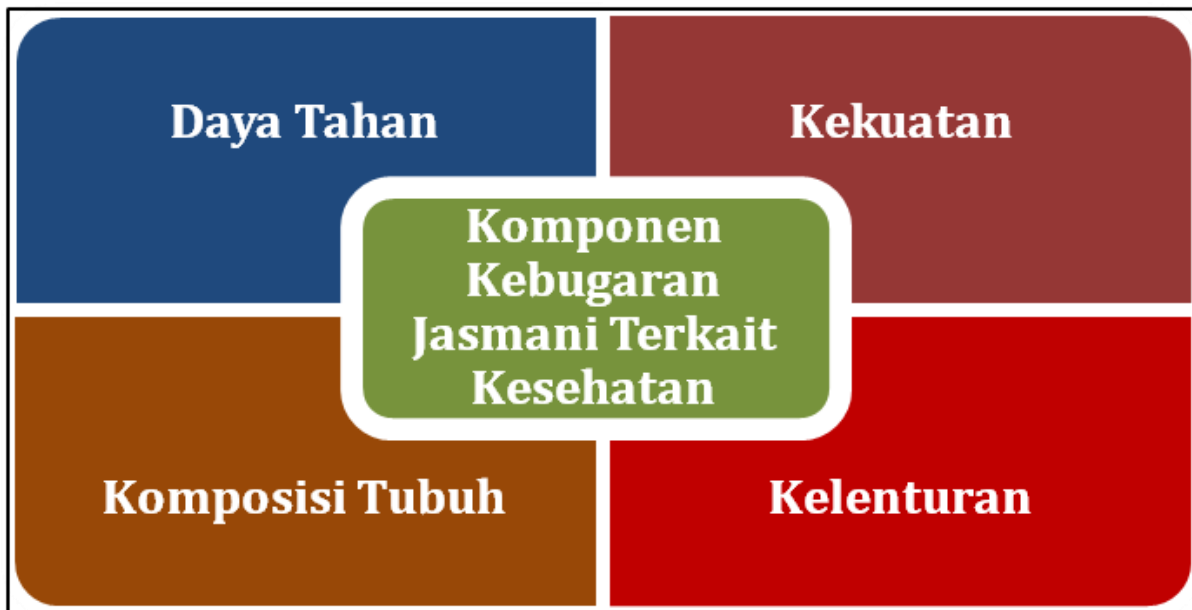 Daya Tahan
Kekuatan
Komponen
Kebugaran
Jasmani Terkait
Kesehatan
Komposisi Tubuh
Kelenturan